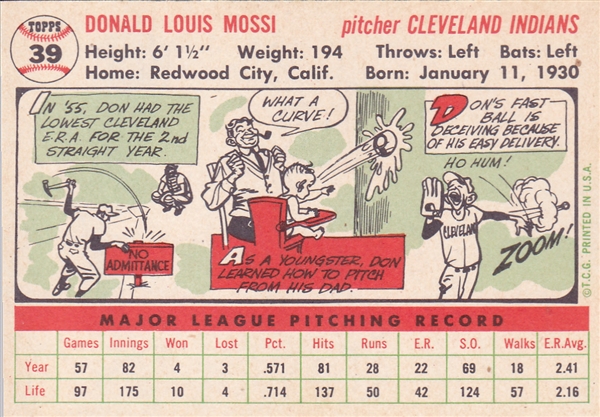 TOPPS
39
DONALD LOUIS MOSSI pitcher CLEVELAND INDIANS
Height: 6' 1½" Weight: 194 Throws: Left Bats: Left
Home: Redwood City, Calif. Born: January 11, 1930
IN '55, DON HAD THE
LOWEST CLEVELAND
E.R.A. FOR THE 2nd
STRAIGHT YEAR.
NO
ADMITTANCE
WHAT A
CURVE!
AS A YOUNGSTER, DON
LEARNED HOW TO PITCH
FROM HIS DAD.
DON'S FAST-
BALL IS
DECEIVING BECAUSE
OF HIS EASY DELIVERY.
HO HUM!
CLEVELAND
ZOOM!
©T.C.G. PRINTED IN U.S.A.
MAJOR LEAGUE PITCHING RECORD
Games Innings Won Lost Pct. Hits Runs E.R. S.O. Walks E.R.Avg.
Year 57 82 4 3 .571 81 28 22 69 18 2.41
Life 97 175 10 4 .714 137 50 42 124 57 2.16